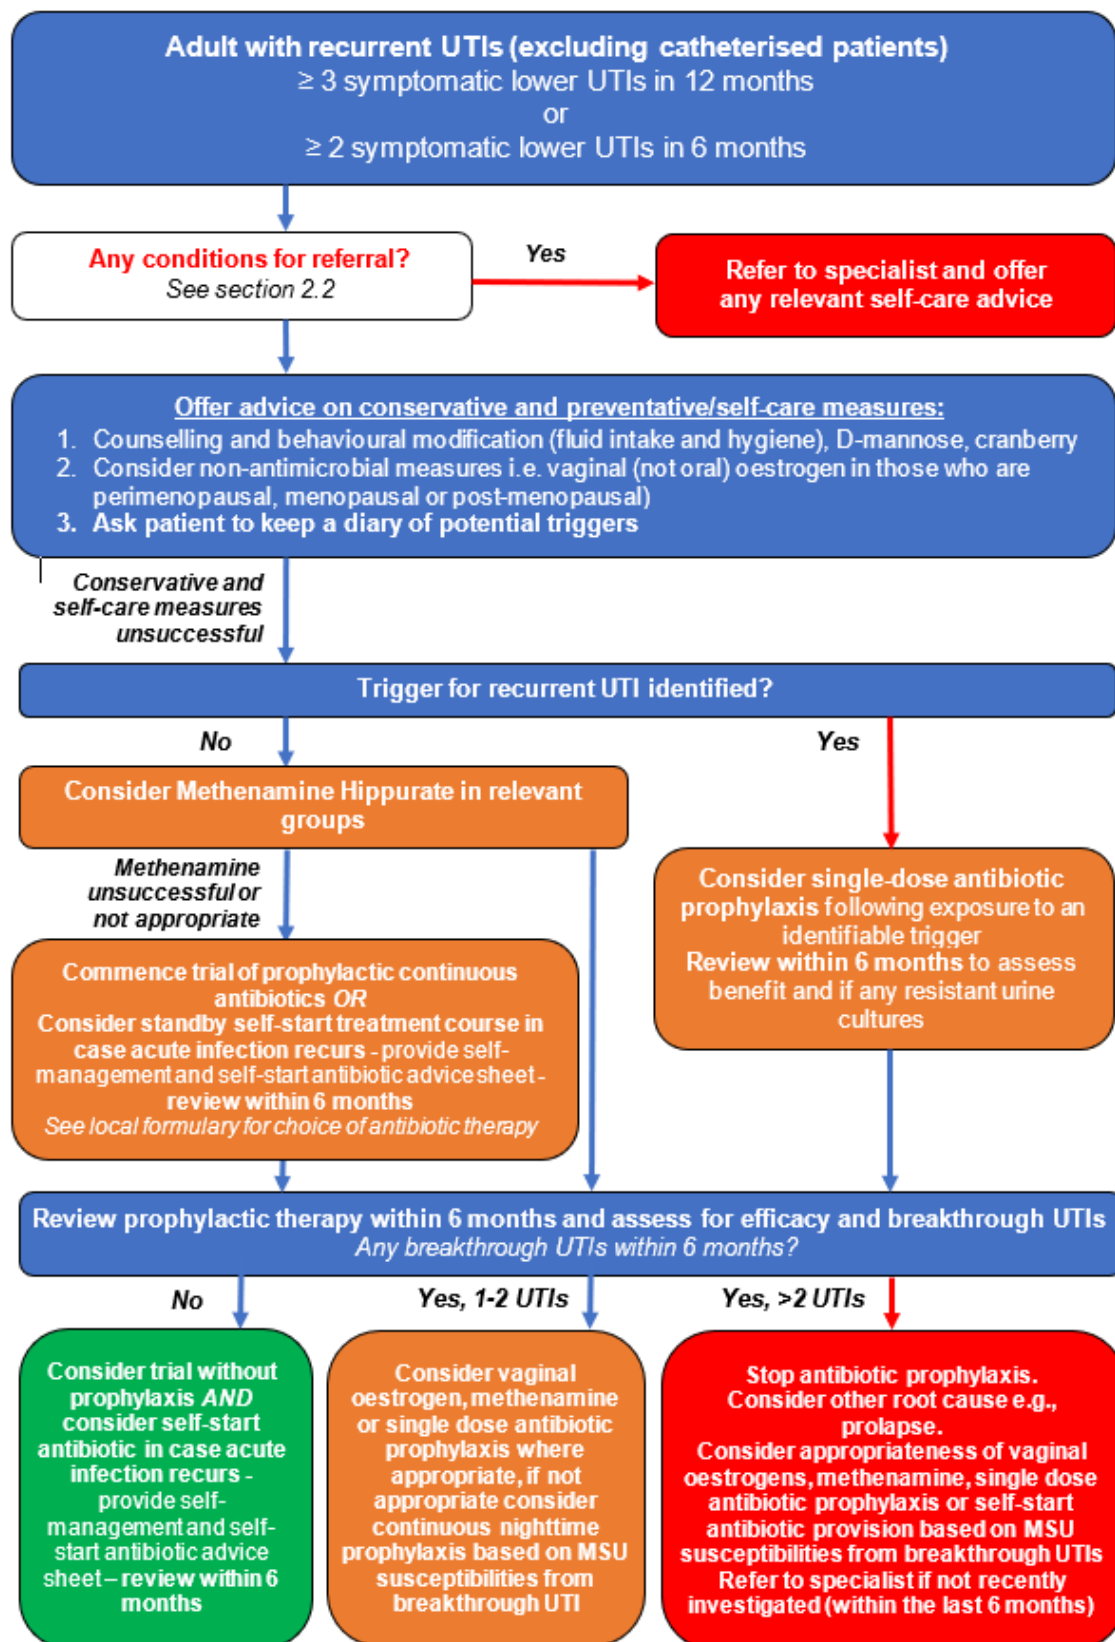 Adult with recurrent UTIs (excluding catheterised patients)
≥ 3 symptomatic lower UTIs in 12 months
or
≥ 2 symptomatic lower UTIs in 6 months
Any conditions for referral?
See section 2.2
Yes
Refer to specialist and offer
any relevant self-care advice
Offer advice on conservative and preventative/self-care measures:
1. Counselling and behavioural modification (fluid intake and hygiene), D-mannose, cranberry
2. Consider non-antimicrobial measures i.e. vaginal (not oral) oestrogen in those who are
perimenopausal, menopausal or post-menopausal)
3. Ask patient to keep a diary of potential triggers
Conservative and
self-care measures
unsuccessful
Trigger for recurrent UTI identified?
No
Yes
Consider Methenamine Hippurate in relevant
groups
Methenamine
unsuccessful or
not appropriate
Consider single-dose antibiotic
prophylaxis following exposure to an
identifiable trigger
Review within 6 months to assess
benefit and if any resistant urine
cultures
Commence trial of prophylactic continuous
antibiotics OR
Consider standby self-start treatment course in
case acute infection recurs - provide self-
management and self-start antibiotic advice sheet -
review within 6 months
See local formulary for choice of antibiotic therapy
Review prophylactic therapy within 6 months and assess for efficacy and breakthrough UTIs
Any breakthrough UTIs within 6 months?
No
Yes, 1-2 UTIs
Yes, >2 UTIs
Consider trial without
prophylaxis AND
consider self-start
antibiotic in case acute
infection recurs -
provide self-
management and self-
start antibiotic advice
sheet – review within 6
months
Consider vaginal
oestrogen, methenamine
or single dose antibiotic
prophylaxis where
appropriate, if not
appropriate consider
continuous nighttime
prophylaxis based on MSU
susceptibilities from
breakthrough UTI
Stop antibiotic prophylaxis.
Consider other root cause e.g.,
prolapse.
Consider appropriateness of vaginal
oestrogens, methenamine, single dose
antibiotic prophylaxis or self-start
antibiotic provision based on MSU
susceptibilities from breakthrough UTIs
Refer to specialist if not recently
investigated (within the last 6 months)